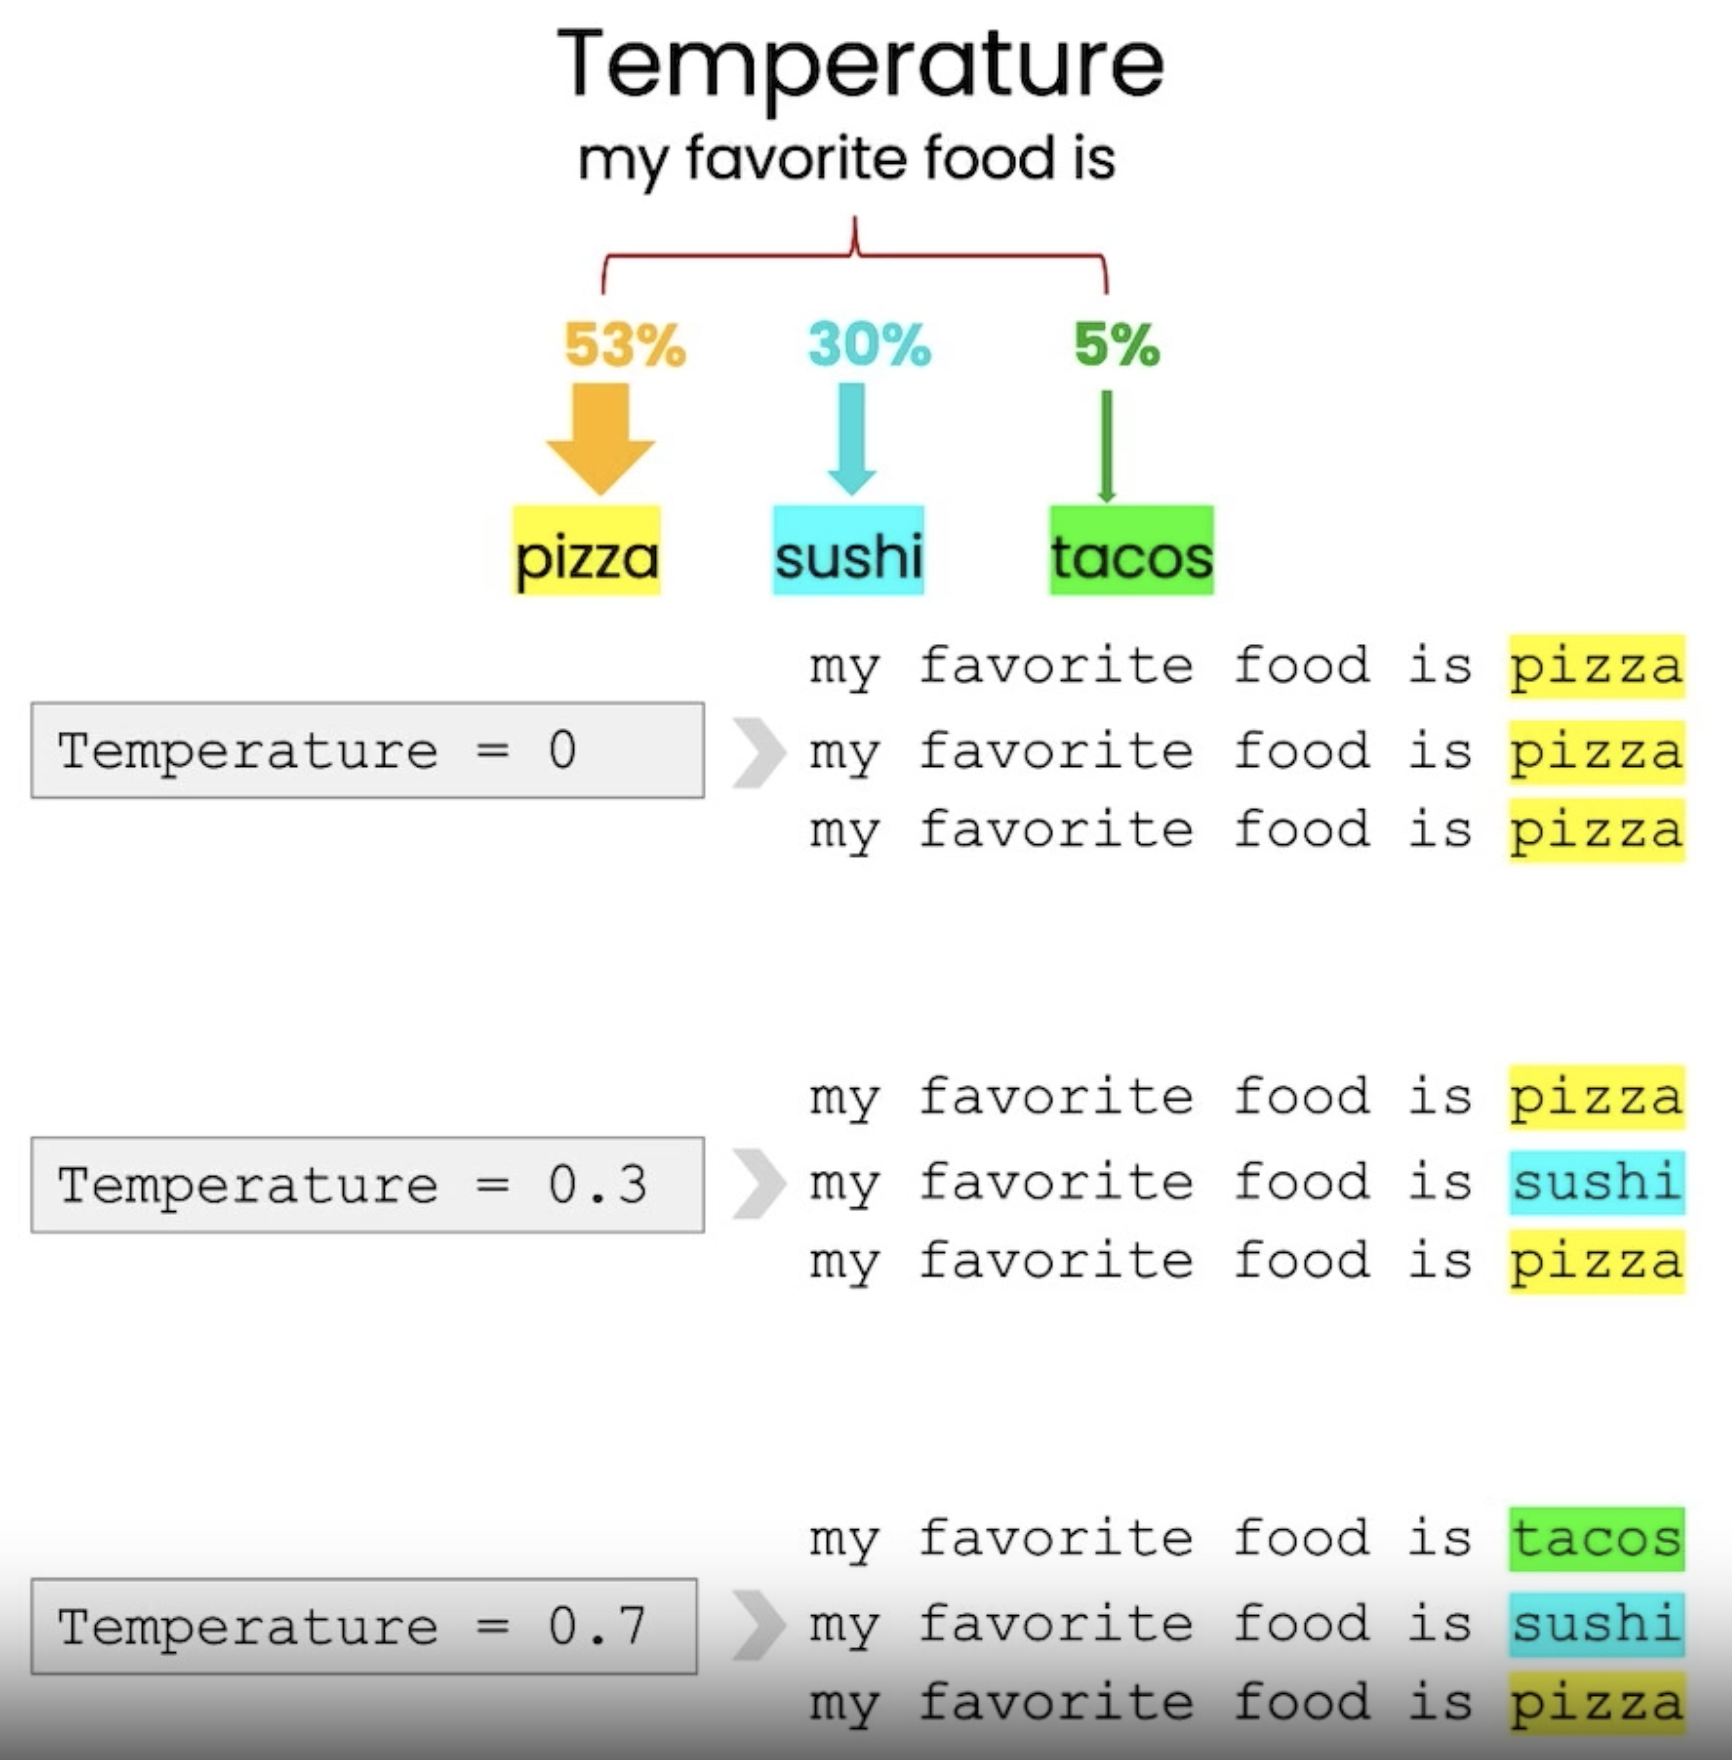 Temperature
my favorite food is
53% 30% 5%
pizza sushi tacos
my favorite food is pizza
Temperature = 0
my favorite food is pizza
my favorite food is pizza
my favorite food is pizza
Temperature = 0.3
my favorite food is sushi
my favorite food is pizza
my favorite food is tacos
Temperature = 0.7
my favorite food is sushi
my favorite food is pizza